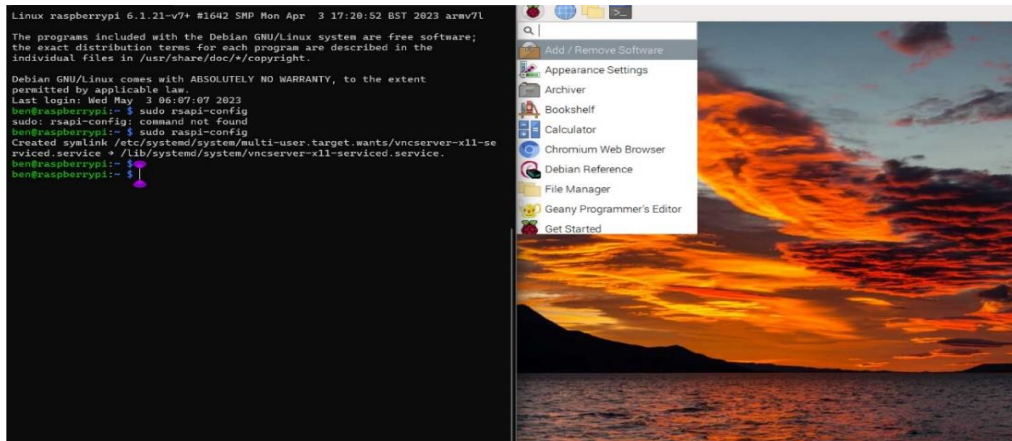 Linux raspberrypi 6.1.21-v7+ #1642 SMP Mon Apr  3 17:20:52 BST 2023 armv7l
The programs included with the Debian GNU/Linux system are free software;
the exact distribution terms for each program are described in the
individual files in /usr/share/doc/*/copyright.
Debian GNU/Linux comes with ABSOLUTELY NO WARRANTY, to the extent
permitted by applicable law.
Last login: Wed May  3 06:07:07 2023
ben@raspberrypi:~ $ sudo rsapi-config
sudo: rsapi-config: command not found
ben@raspberrypi:~ $ sudo raspi-config
Created symlink /etc/systemd/system/multi-user.target.wants/vncserver-x11-se
rviced.service → /lib/systemd/system/vncserver-x11-serviced.service.
ben@raspberrypi:~ $
ben@raspberrypi:~ $
Add / Remove Software
Appearance Settings
Archiver
Bookshelf
Calculator
Chromium Web Browser
Debian Reference
File Manager
Geany Programmer's Editor
Get Started